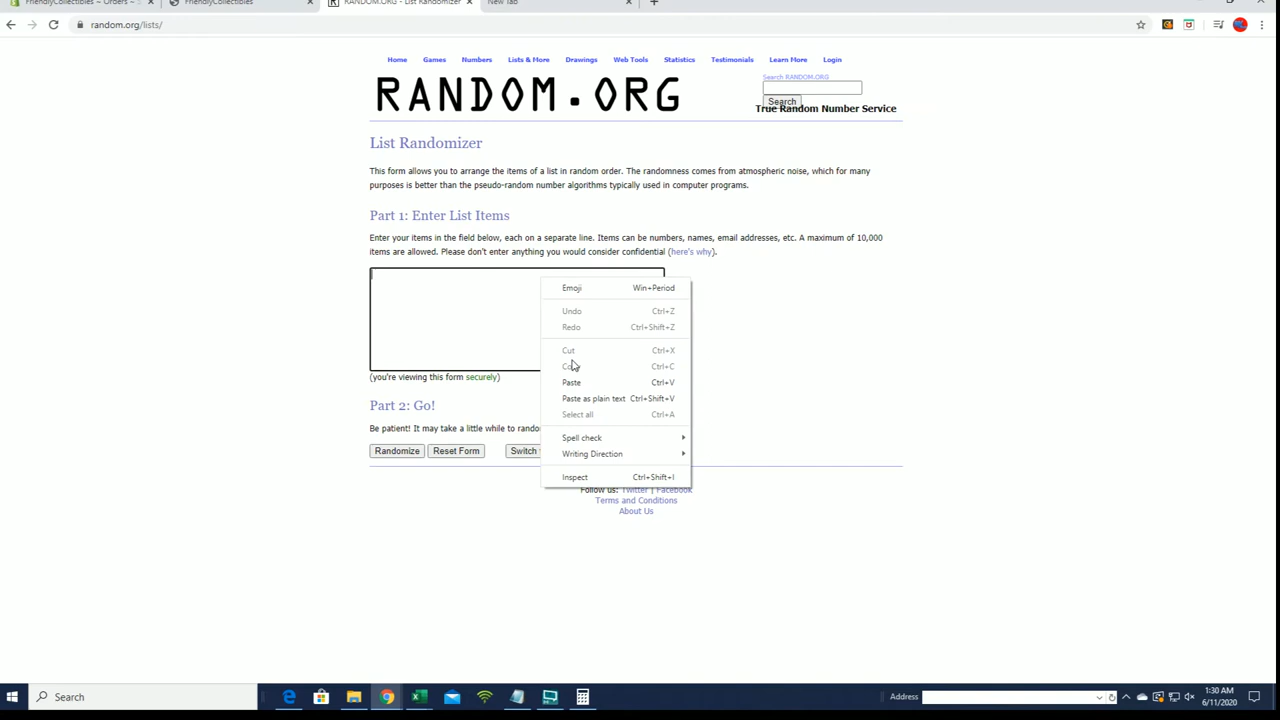 FriendlyCollectibles – Orders –
FriendlyCollectibles
RANDOM.ORG - List Randomizer
New Tab
random.org/lists/
Home Games Numbers Lists & More Drawings Web Tools Statistics Testimonials Learn More Login
RANDOM.ORG
Search RANDOM.ORG
Search
True Random Number Service
List Randomizer
This form allows you to arrange the items of a list in random order. The randomness comes from atmospheric noise, which for many
purposes is better than the pseudo-random number algorithms typically used in computer programs.
Part 1: Enter List Items
Enter your items in the field below, each on a separate line. Items can be numbers, names, email addresses, etc. A maximum of 10,000
items are allowed. Please don't enter anything you would consider confidential (here's why).
Emoji Win+Period
Undo Ctrl+Z
Redo Ctrl+Shift+Z
Cut Ctrl+X
Copy Ctrl+C
Paste Ctrl+V
Paste as plain text Ctrl+Shift+V
Select all Ctrl+A
Spell check
Writing Direction
Inspect Ctrl+Shift+I
(you're viewing this form securely)
Part 2: Go!
Be patient! It may take a little while to
Randomize Reset Form Switch
Follow us: Twitter | Facebook
Terms and Conditions
About Us
Search
Address
1:30 AM
6/11/2020